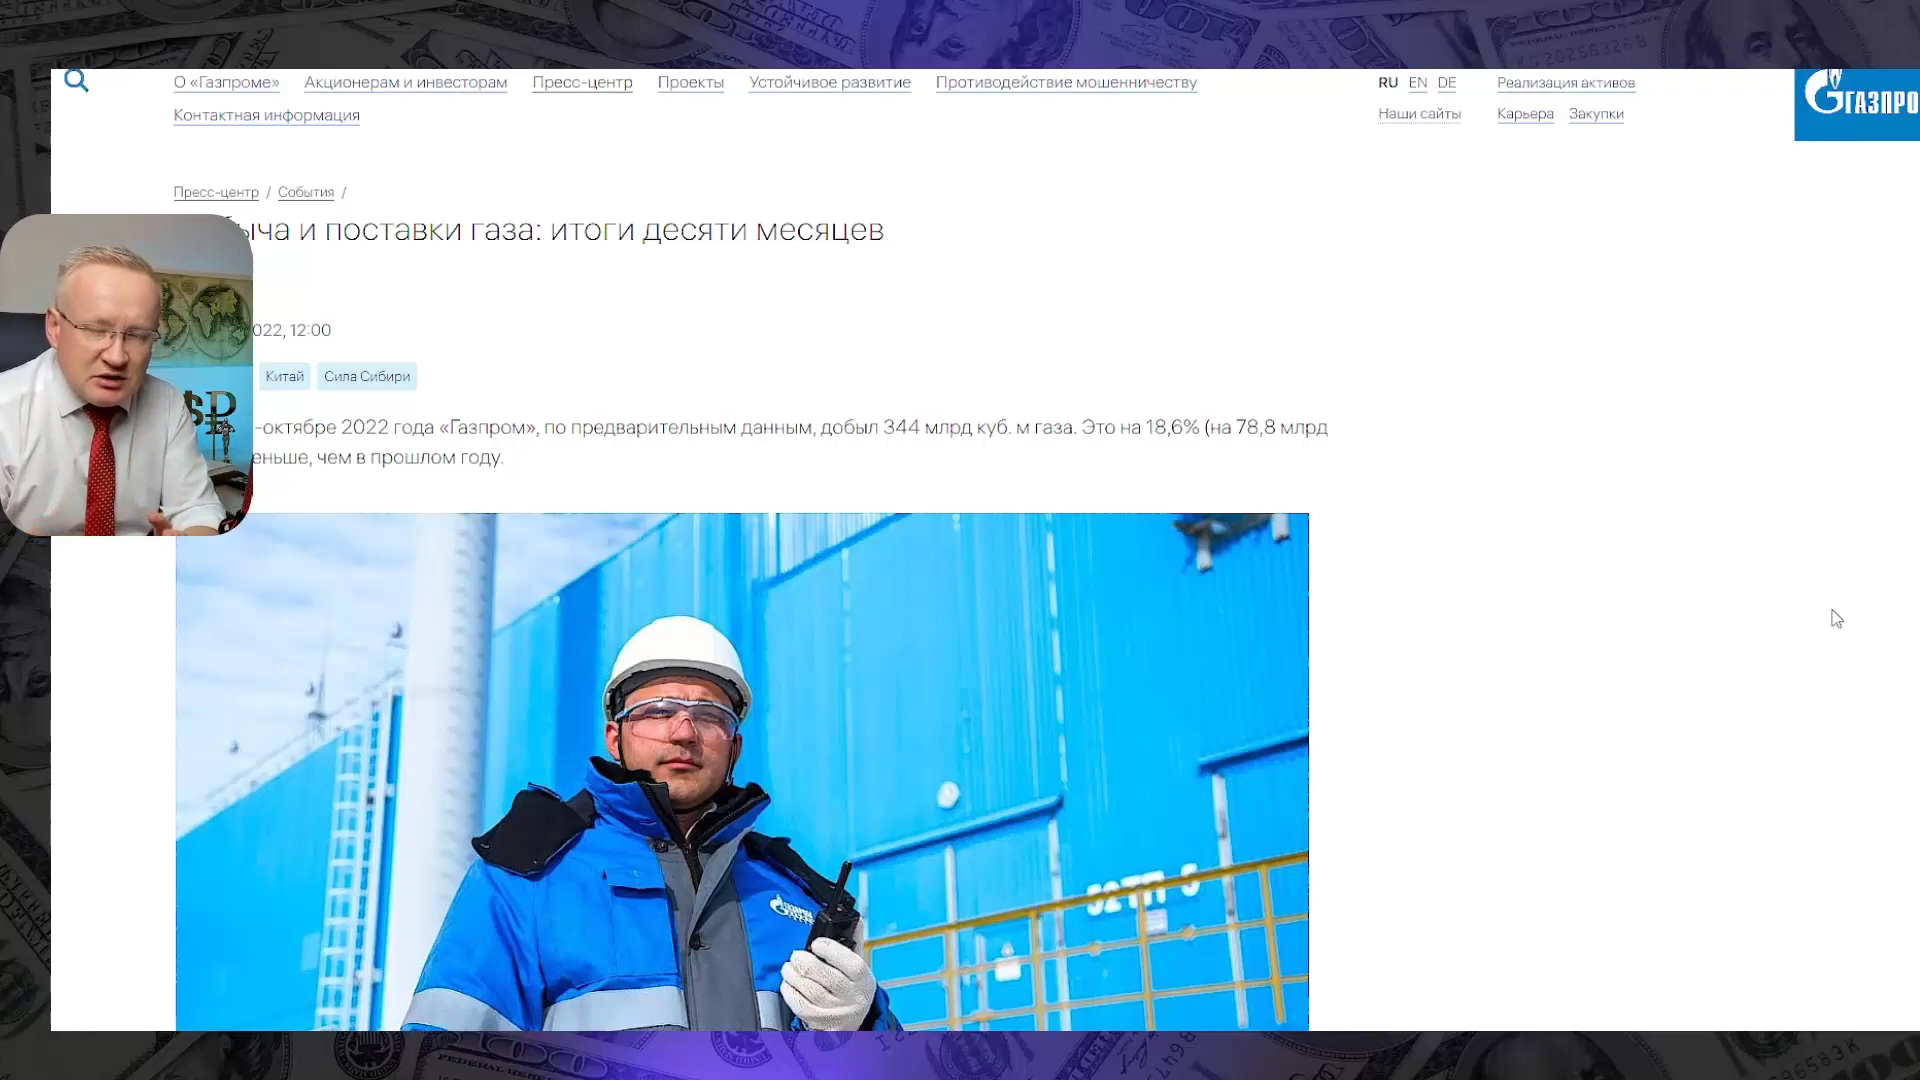 О «Газпроме» Акционерам и инвесторам Пресс-центр Проекты Устойчивое развитие Противодействие мошенничеству
Контактная информация
RU EN DE
Наши сайты
Реализация активов
Карьера Закупки
ГАЗПРО
Пресс-центр / События /
ыча и поставки газа: итоги десяти месяцев
022, 12:00
Китай Сила Сибири
-октябре 2022 года «Газпром», по предварительным данным, добыл 344 млрд куб. м газа. Это на 18,6% (на 78,8 млрд
еньше, чем в прошлом году.